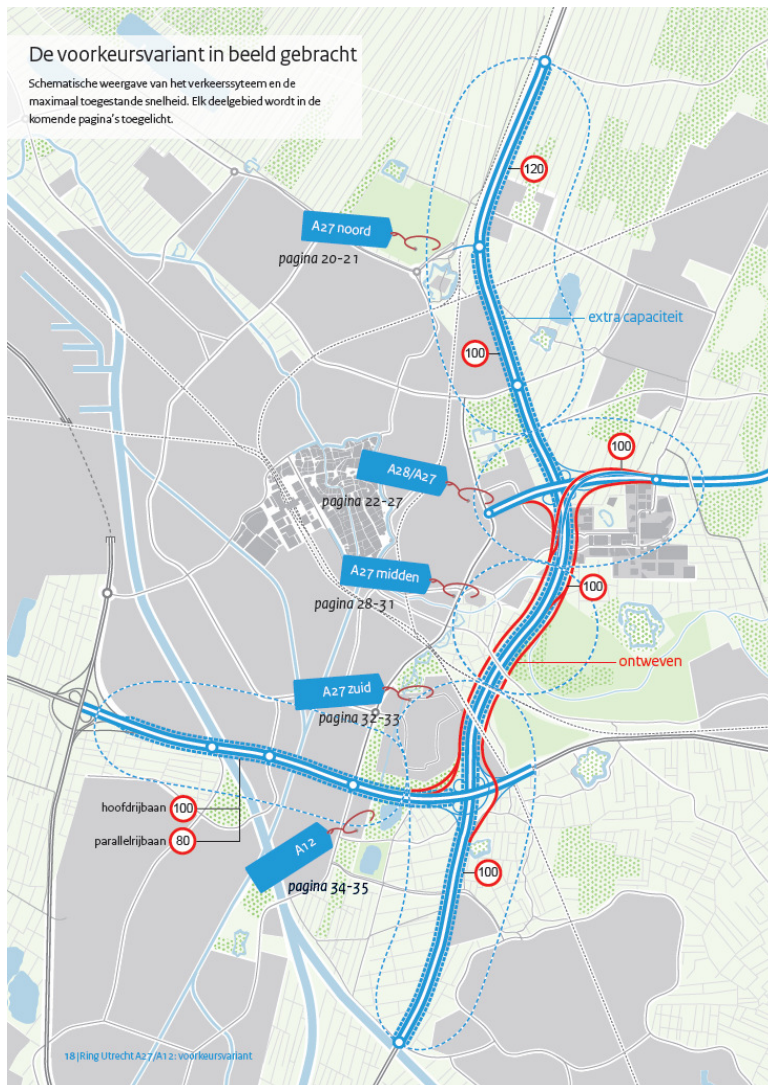 De voorkeursvariant in beeld gebracht
Schematische weergave van het verkeerssyteem en de
maximaal toegestande snelheid. Elk deelgebied wordt in de
komende pagina's toegelicht.
120
A27 noord
pagina 20-21
extra capaciteit
100
100
A28/A27
pagina 22-27
A27 midden
100
pagina 28-31
ontweven
A27 zuid
pagina 32-33
hoofdrijbaan 100
parallelrijbaan 80
A12
100
pagina 34-35
18|Ring Utrecht A27/A12: voorkeursvariant